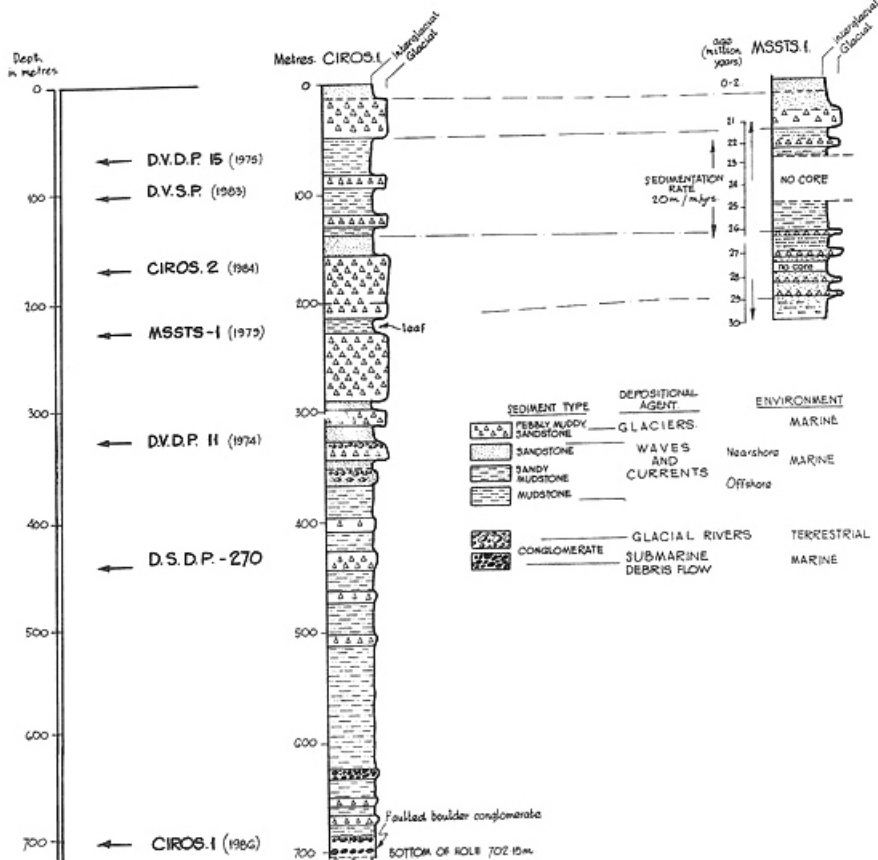 Depth
in metres
0
100
200
300
400
500
600
700
D.V.D.P. 15 (1975)
D.V.S.P. (1983)
CIROS.2 (1984)
MSSTS-1 (1979)
D.V.D.P. 11 (1974)
D.S.D.P.-270
CIROS.1 (1986)
Metres. CIROS.1
Interglacial
Glacial
0
100
200
300
400
500
600
700
leaf
Faulted boulder conglomerate
BOTTOM OF HOLE 702.15m
SEDIMENTATION
RATE
20m/m/yrs
age
(million
years)
MSSTS.1.
interglacial
Glacial
0-2
21
22
23
24
25
26
27
28
29
30
NO CORE
no core
SEDIMENT TYPE
DEPOSITIONAL
AGENT.
ENVIRONMENT
PEBBLY MUDDY
SANDSTONE
GLACIERS.
MARINE
SANDSTONE
SANDY
MUDSTONE
MUDSTONE
WAVES
AND
CURRENTS
Nearshore
MARINE
Offshore
CONGLOMERATE
GLACIAL RIVERS
TERRESTRIAL
SUBMARINE
DEBRIS FLOW
MARINE